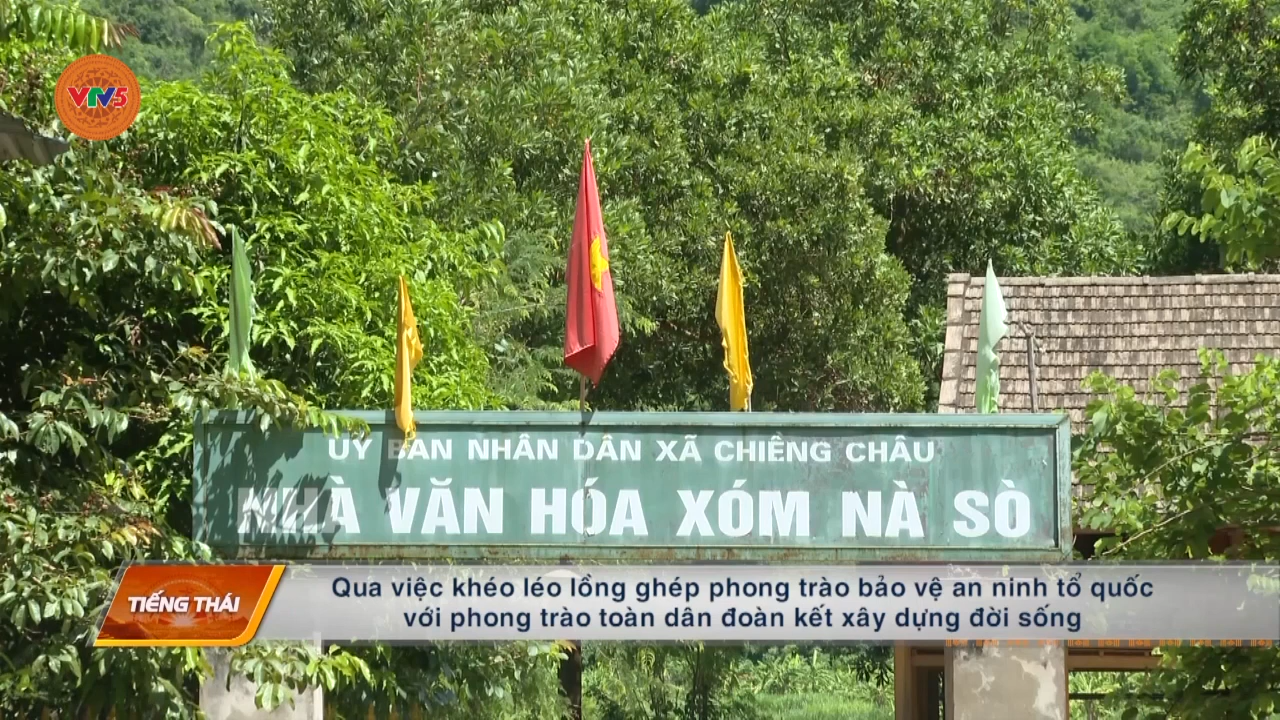 VTV5
UỶ BAN NHÂN DÂN XÃ CHIỀNG CHÂU
NHÀ VĂN HÓA XÓM NÀ SÒ
TIẾNG THÁI
Qua việc khéo léo lồng ghép phong trào bảo vệ an ninh tổ quốc
với phong trào toàn dân đoàn kết xây dựng đời sống